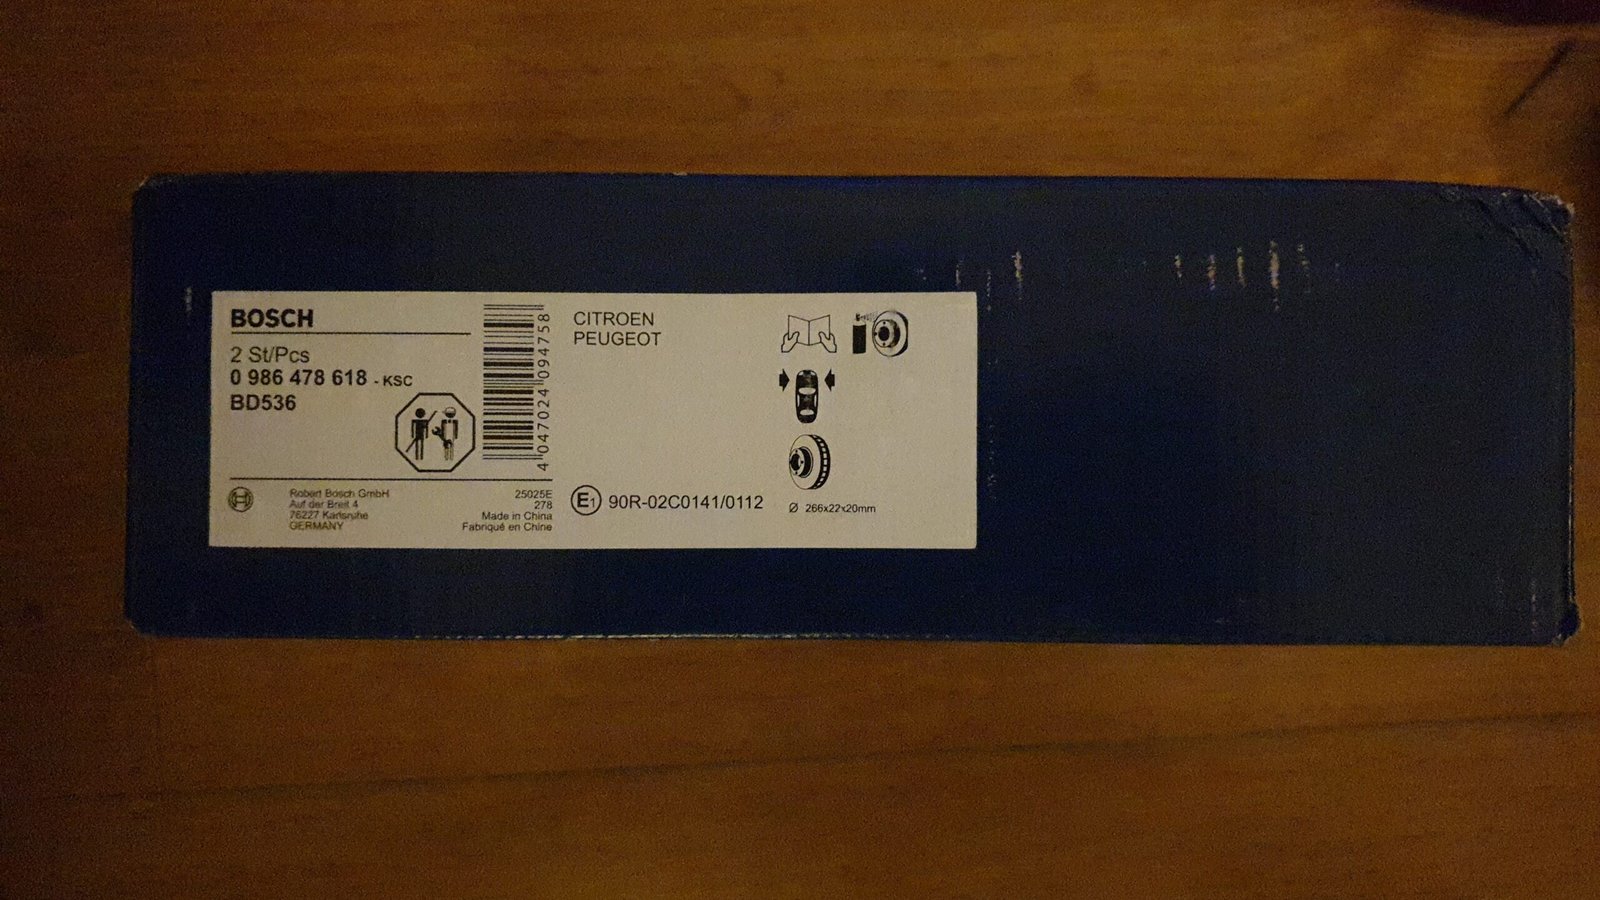 BOSCH
2 St/Pcs
0 986 478 618 - KSC
BD536
4 047024 094758
Robert Bosch GmbH
Auf der Breit 4
76227 Karlsruhe
GERMANY
25025E
278
Made in China
Fabriqué en Chine
CITROEN
PEUGEOT
E1 90R-02C0141/0112
Ø 266x22x20mm